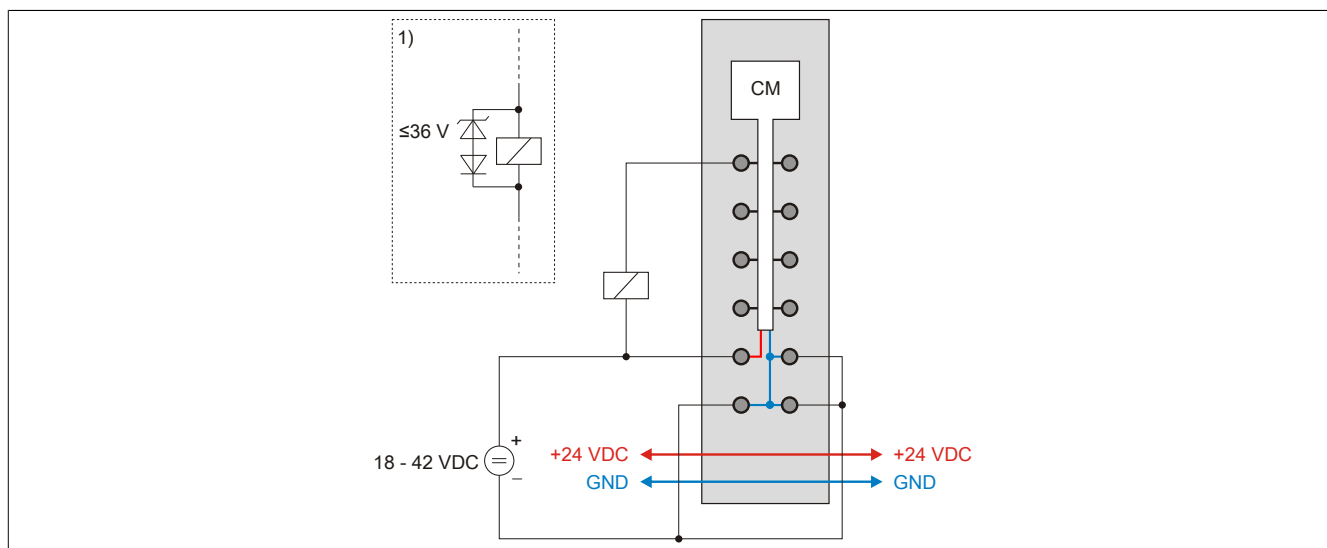 1)
CM
≤36 V
+
18 - 42 VDC
−
+24 VDC
+24 VDC
GND
GND